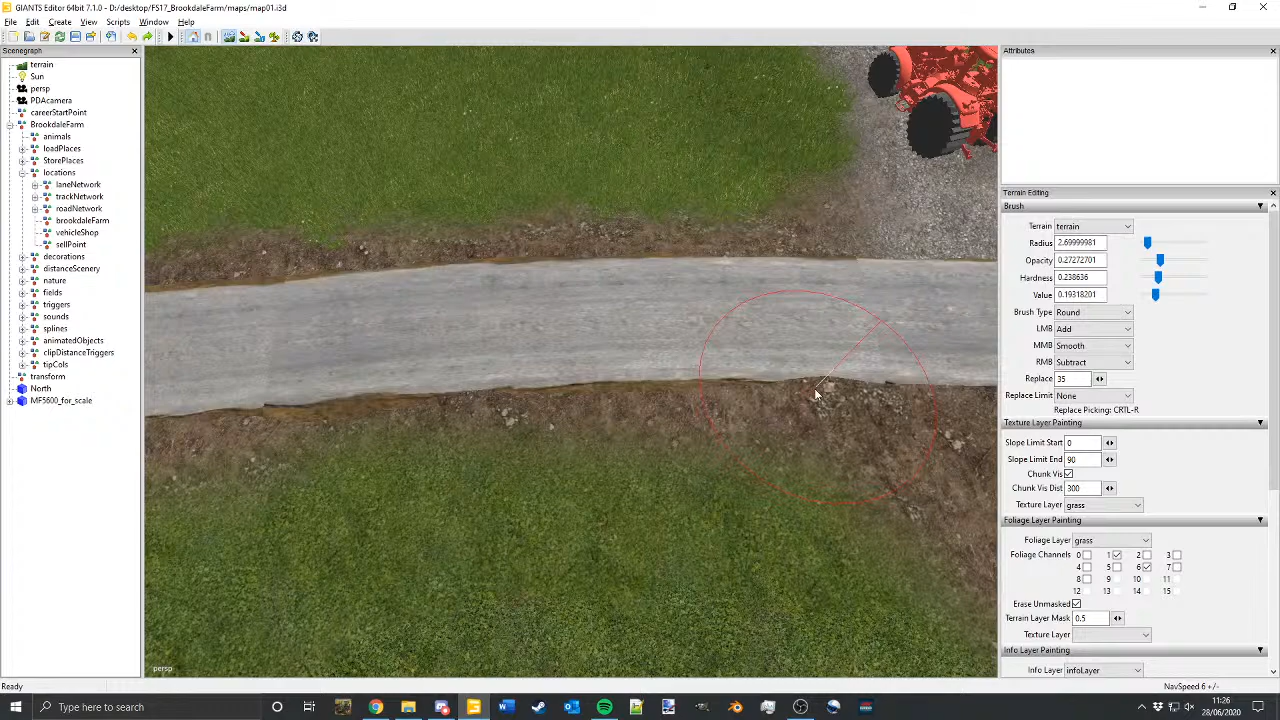 GIANTS Editor 64bit 7.1.0 - D:/desktop/FS17_BrookdaleFarm/maps/map01.i3d
File Edit Create View Scripts Window Help
Scenegraph
terrain
Sun
persp
PDAcamera
careerStartPoint
BrookdaleFarm
animals
loadPlaces
StorePlaces
locations
laneNetwork
trackNetwork
roadNetwork
brookdaleFarm
vehicleShop
sellPoint
decorations
distanceScenery
nature
fields
triggers
sounds
splines
animatedObjects
clipDistanceTriggers
tipCols
transform
North
MF5600_for_scale
persp
Attributes
Terrain Editing
Brush
Terrain terrain
Radius 2.69999981
Opacity 0.27272701
Hardness 0.238636
Value 0.19318201
Brush Type Round
LMB Add
MMB Smooth
RMB Subtract
Replace 35
Replace Limit None
Replace Picking: CRTL-R
Texture Layer Painting
Slope Limit Start 0
Slope Limit End 90
Chunk Vis
Chunk Vis Dist 300
Texture Layer grass
Foliage Layer Painting
Foliage Layer grass
Foliage Channels 0 1 2 3
4 5 6 7
8 9 10 11
12 13 14 15
Erase Unmasked
Terrain Layer Mask 0.5
Texture Layer
Info Layer Painting
Info Layer infoLayer
Ready
NavSpeed 6 +/-
Type here to search
11:26
28/06/2020